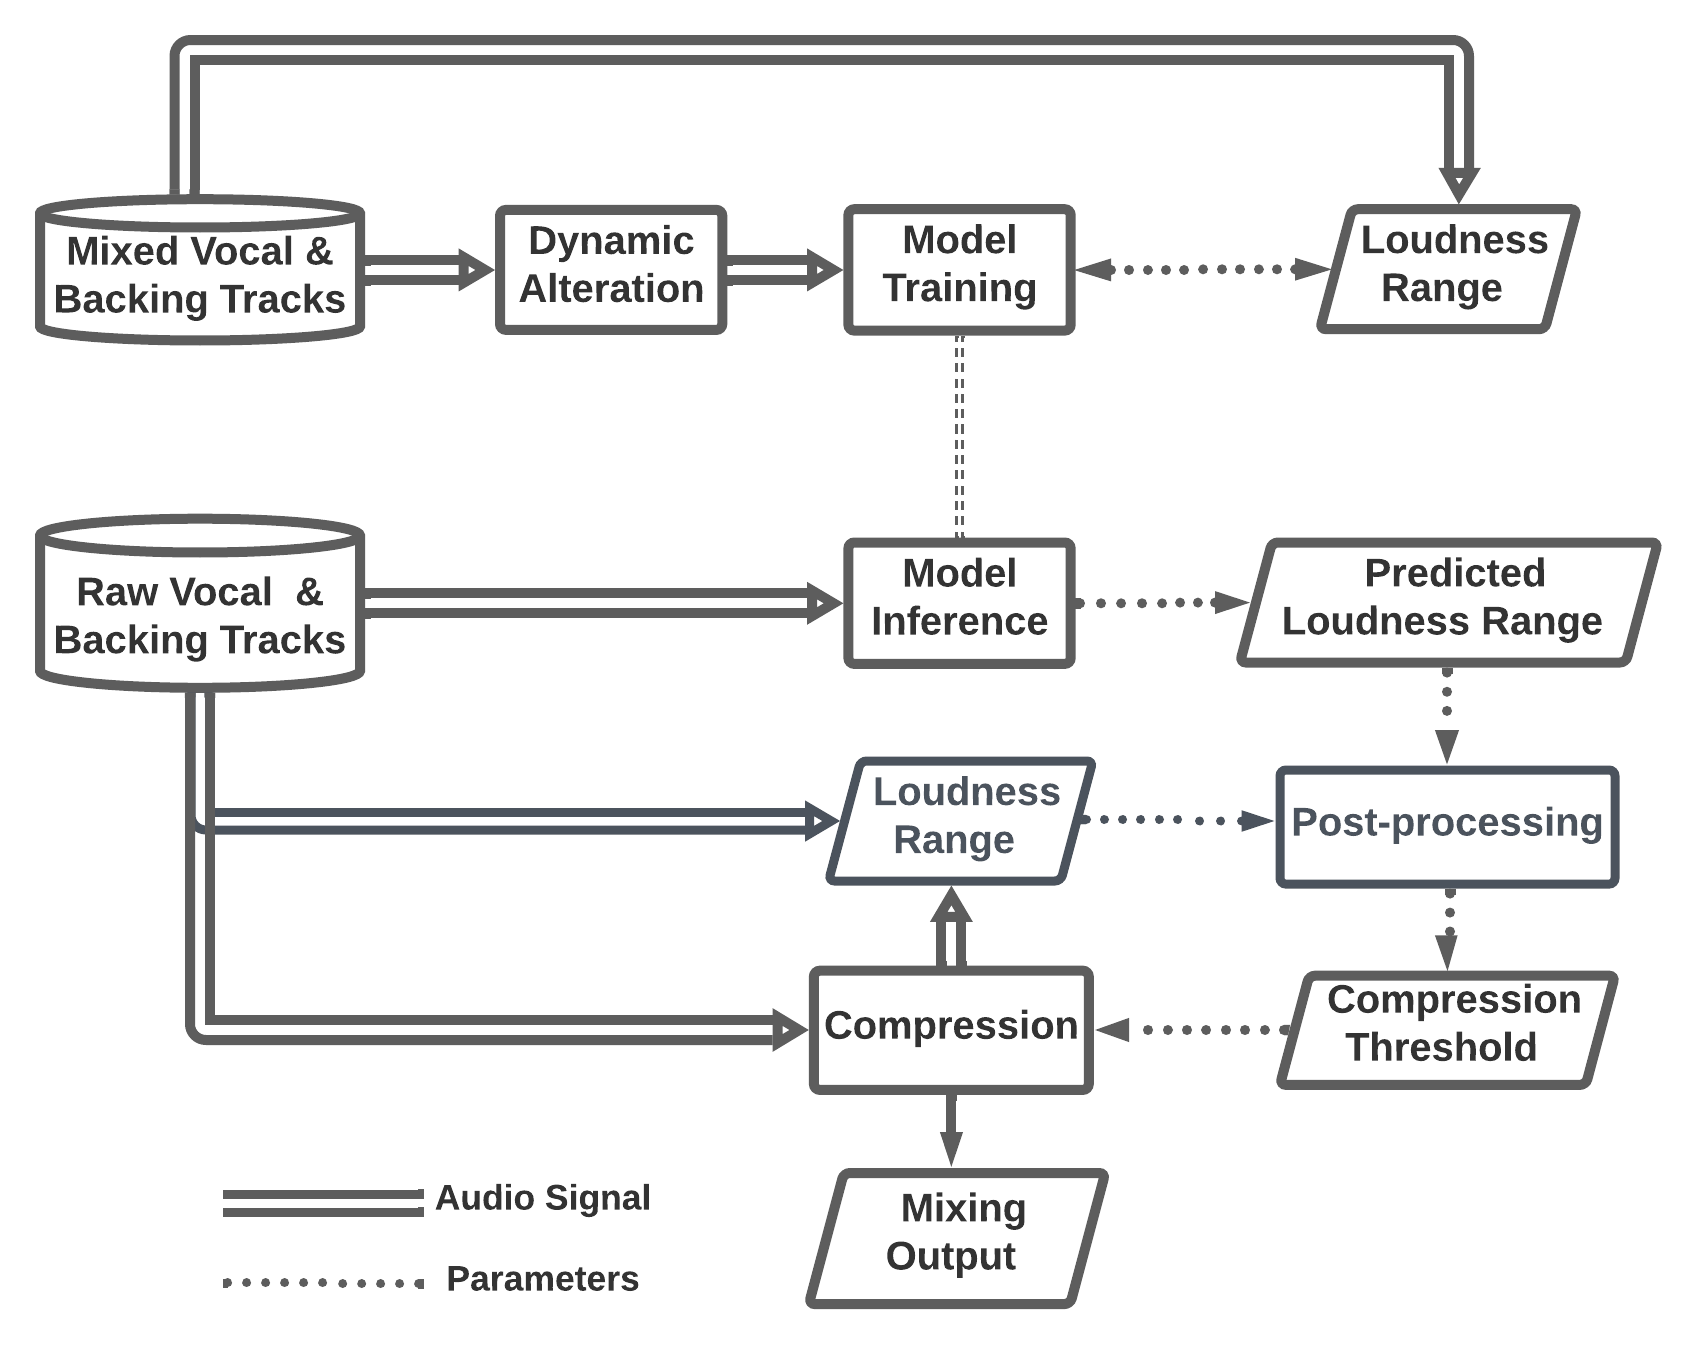 Mixed Vocal &
Backing Tracks
Dynamic
Alteration
Model
Training
Loudness
Range
Raw Vocal  &
Backing Tracks
Model
Inference
Predicted
Loudness Range
Loudness
Range
Post-processing
Compression
Compression
Threshold
Mixing
Output
Audio Signal
Parameters